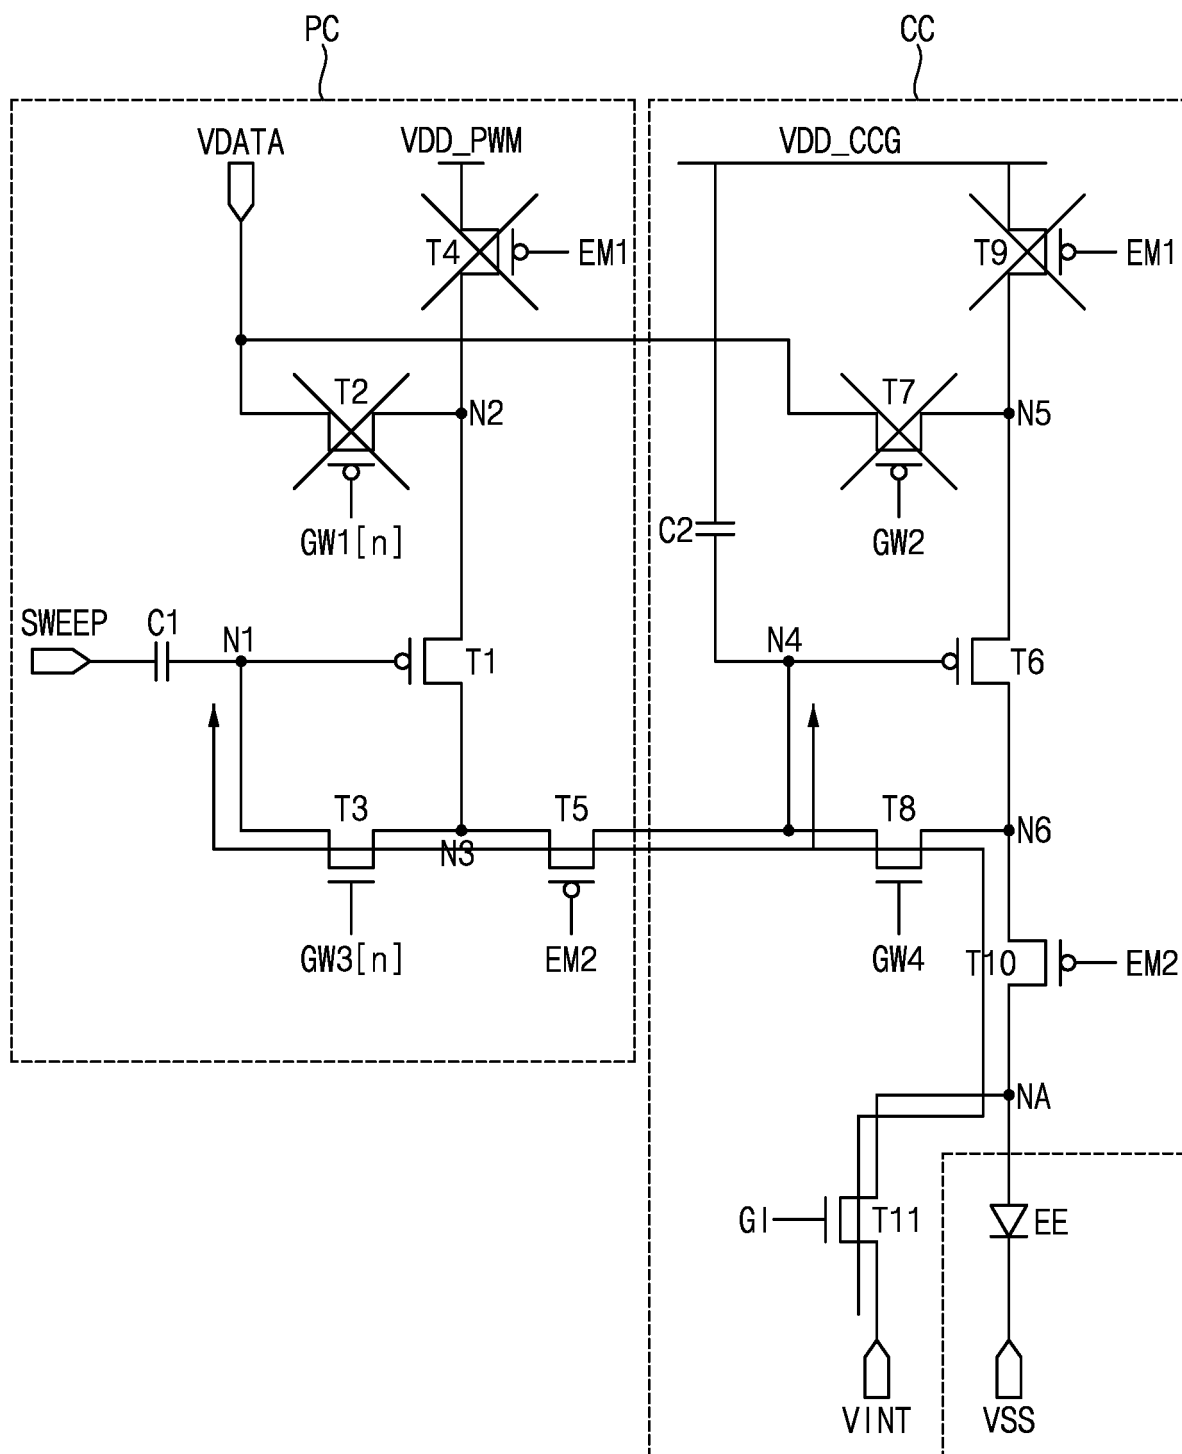 PC
CC
VDATA
VDD_PWM
VDD_CCG
T4
EM1
T9
EM1
T2
N2
T7
N5
GW1[n]
C2
GW2
SWEEP
C1
N1
T1
N4
T6
T3
N3
T5
T8
N6
GW3[n]
EM2
GW4
T10
EM2
NA
GI
T11
EE
VINT
VSS